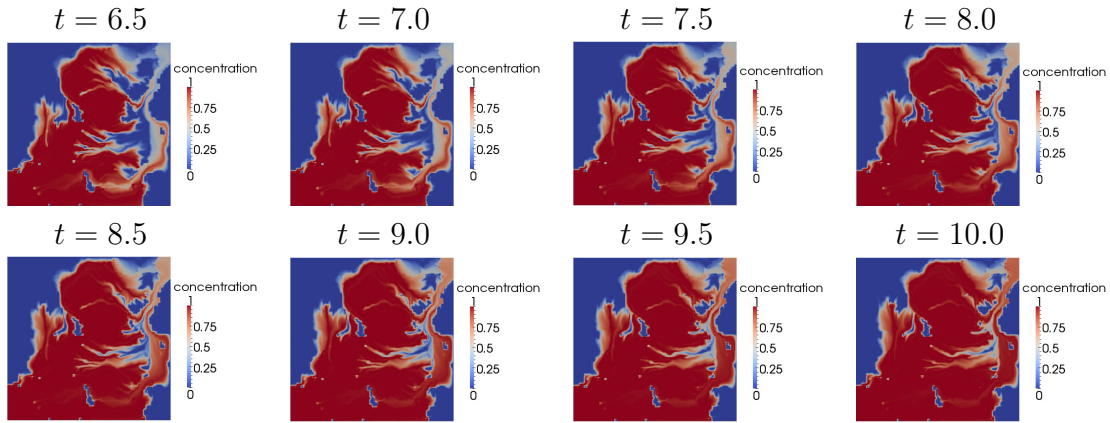 t = 6.5
t = 7.0
t = 7.5
t = 8.0
concentration
1
0.75
0.5
0.25
0
concentration
1
0.75
0.5
0.25
0
concentration
1
0.75
0.5
0.25
0
concentration
1
0.75
0.5
0.25
0
t = 8.5
t = 9.0
t = 9.5
t = 10.0
concentration
1
0.75
0.5
0.25
0
concentration
1
0.75
0.5
0.25
0
concentration
1
0.75
0.5
0.25
0
concentration
1
0.75
0.5
0.25
0